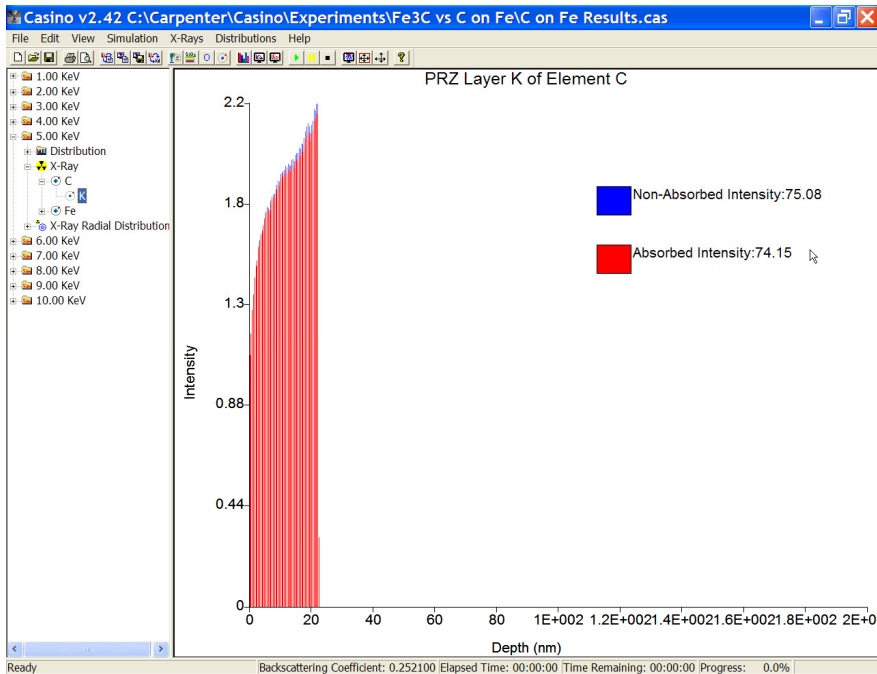 Casino v2.42 C:\Carpenter\Casino\Experiments\Fe3C vs C on Fe\C on Fe Results.cas
File Edit View Simulation X-Rays Distributions Help
1.00 KeV
2.00 KeV
3.00 KeV
4.00 KeV
5.00 KeV
Distribution
X-Ray
C
K
Fe
X-Ray Radial Distribution
6.00 KeV
7.00 KeV
8.00 KeV
9.00 KeV
10.00 KeV
PRZ Layer K of Element C
2.2
1.8
1.3
0.88
0.44
0
Intensity
Non-Absorbed Intensity:75.08
Absorbed Intensity:74.15
0 20 40 60 80 1E+002 1.2E+0021.4E+0021.6E+0021.8E+002 2E+0
Depth (nm)
Ready Backscattering Coefficient: 0.252100 Elapsed Time: 00:00:00 Time Remaining: 00:00:00 Progress: 0.0%